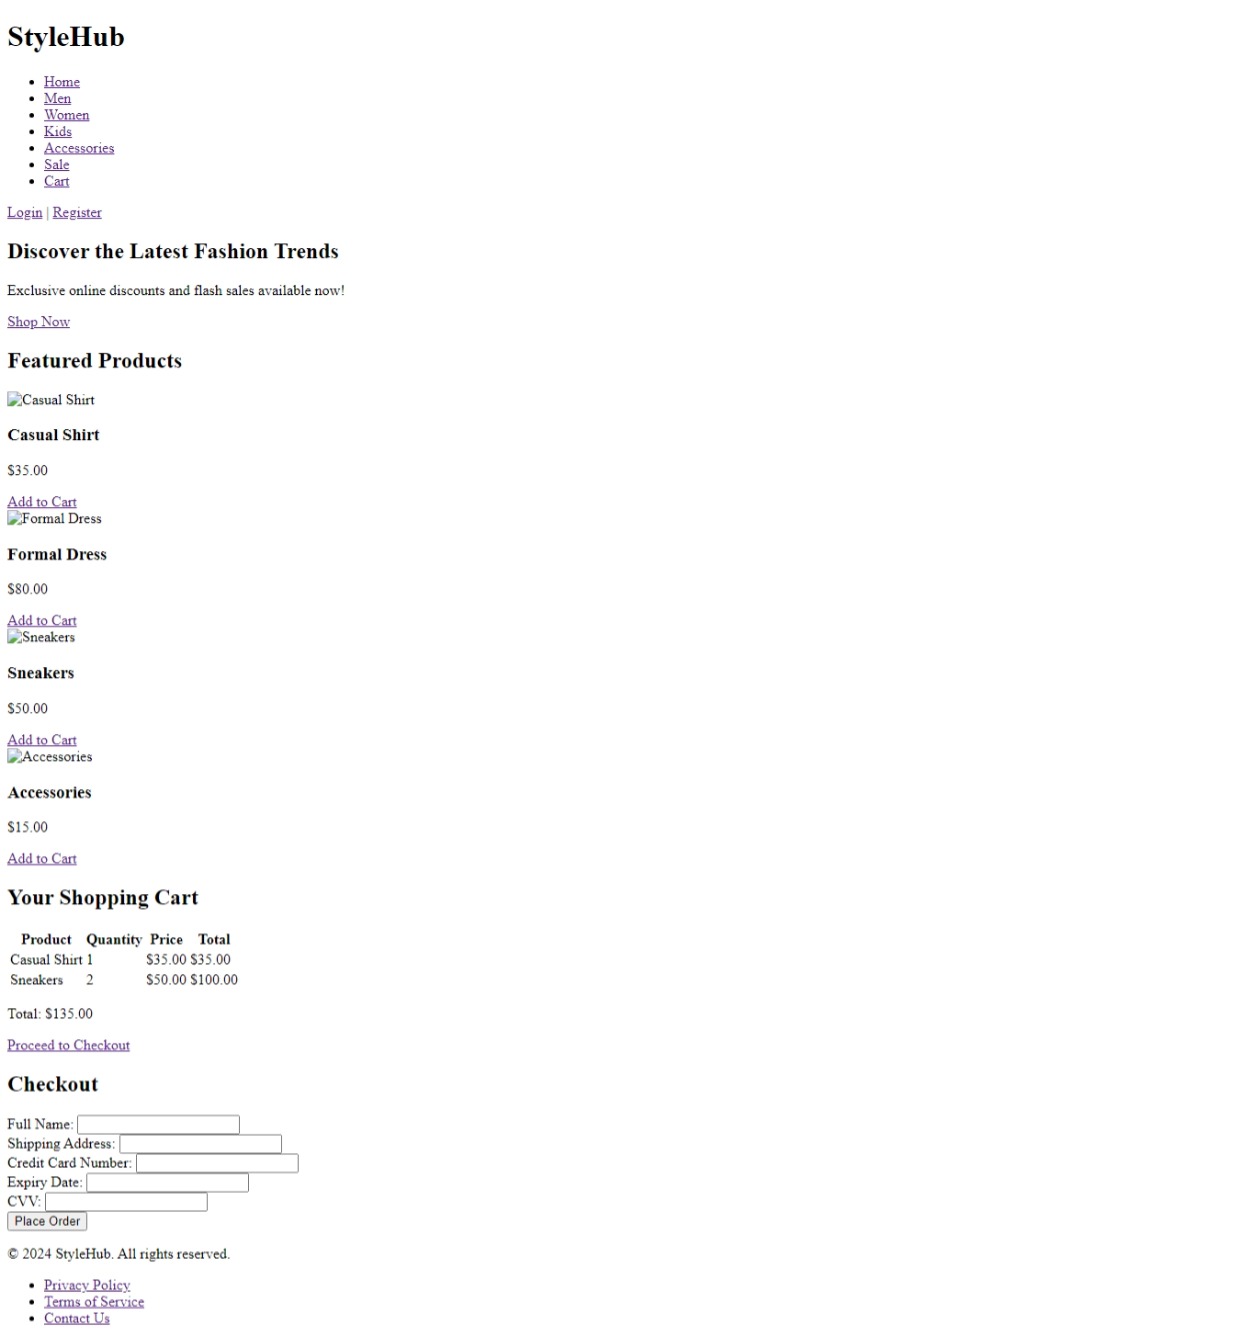 StyleHub
Home
Men
Women
Kids
Accessories
Sale
Cart
Login | Register
Discover the Latest Fashion Trends
Exclusive online discounts and flash sales available now!
Shop Now
Featured Products
Casual Shirt
Casual Shirt
$35.00
Add to Cart
Formal Dress
Formal Dress
$80.00
Add to Cart
Sneakers
Sneakers
$50.00
Add to Cart
Accessories
Accessories
$15.00
Add to Cart
Your Shopping Cart
Product Quantity Price Total
Casual Shirt 1 $35.00 $35.00
Sneakers 2 $50.00 $100.00
Total: $135.00
Proceed to Checkout
Checkout
Full Name:
Shipping Address:
Credit Card Number:
Expiry Date:
CVV:
Place Order
© 2024 StyleHub. All rights reserved.
Privacy Policy
Terms of Service
Contact Us